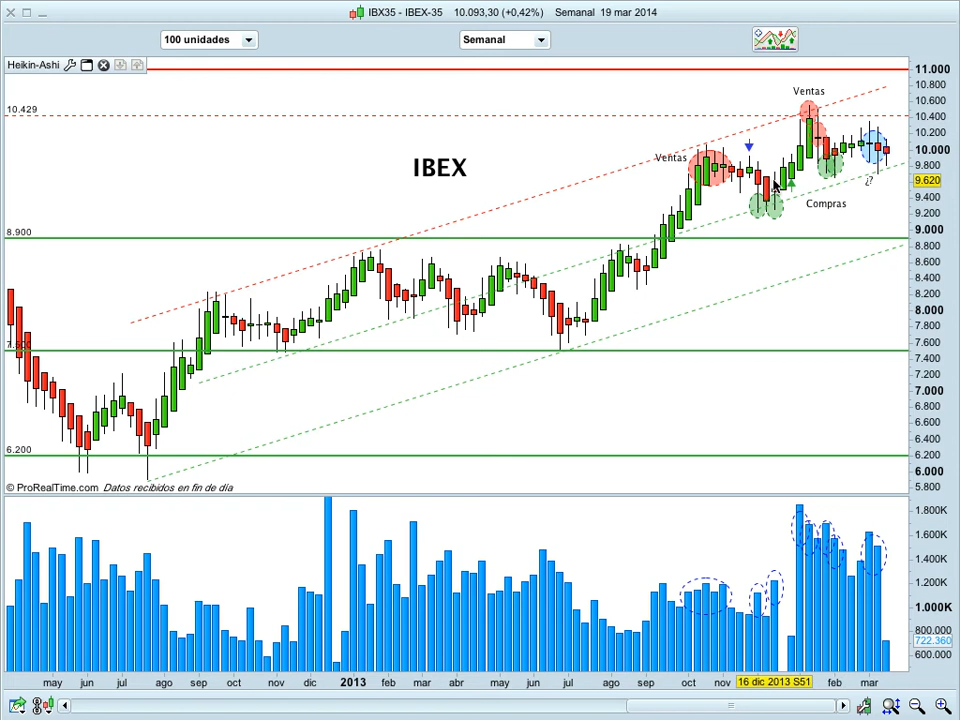 IBX35 - IBEX-35 10.093,30 (+0,42%) Semanal 19 mar 2014
100 unidades
Semanal
Heikin-Ashi
11.000
10.800
Ventas
10.600
10.429
10.400
10.200
IBEX
Ventas
10.000
9.800
¿?
9.620
9.400
Compras
9.200
8.900
9.000
8.800
8.600
8.400
8.200
8.000
7.800
7.600
7.400
7.200
7.000
6.800
6.600
6.400
6.200
6.200
6.000
5.800
© ProRealTime.com Datos recibidos en fin de día
1.800K
1.600K
1.400K
1.200K
1.000K
800.000
722.360
600.000
may jun jul ago sep oct nov dic 2013 feb mar abr may jun jul ago sep oct nov 16 dic 2013 S51 feb mar